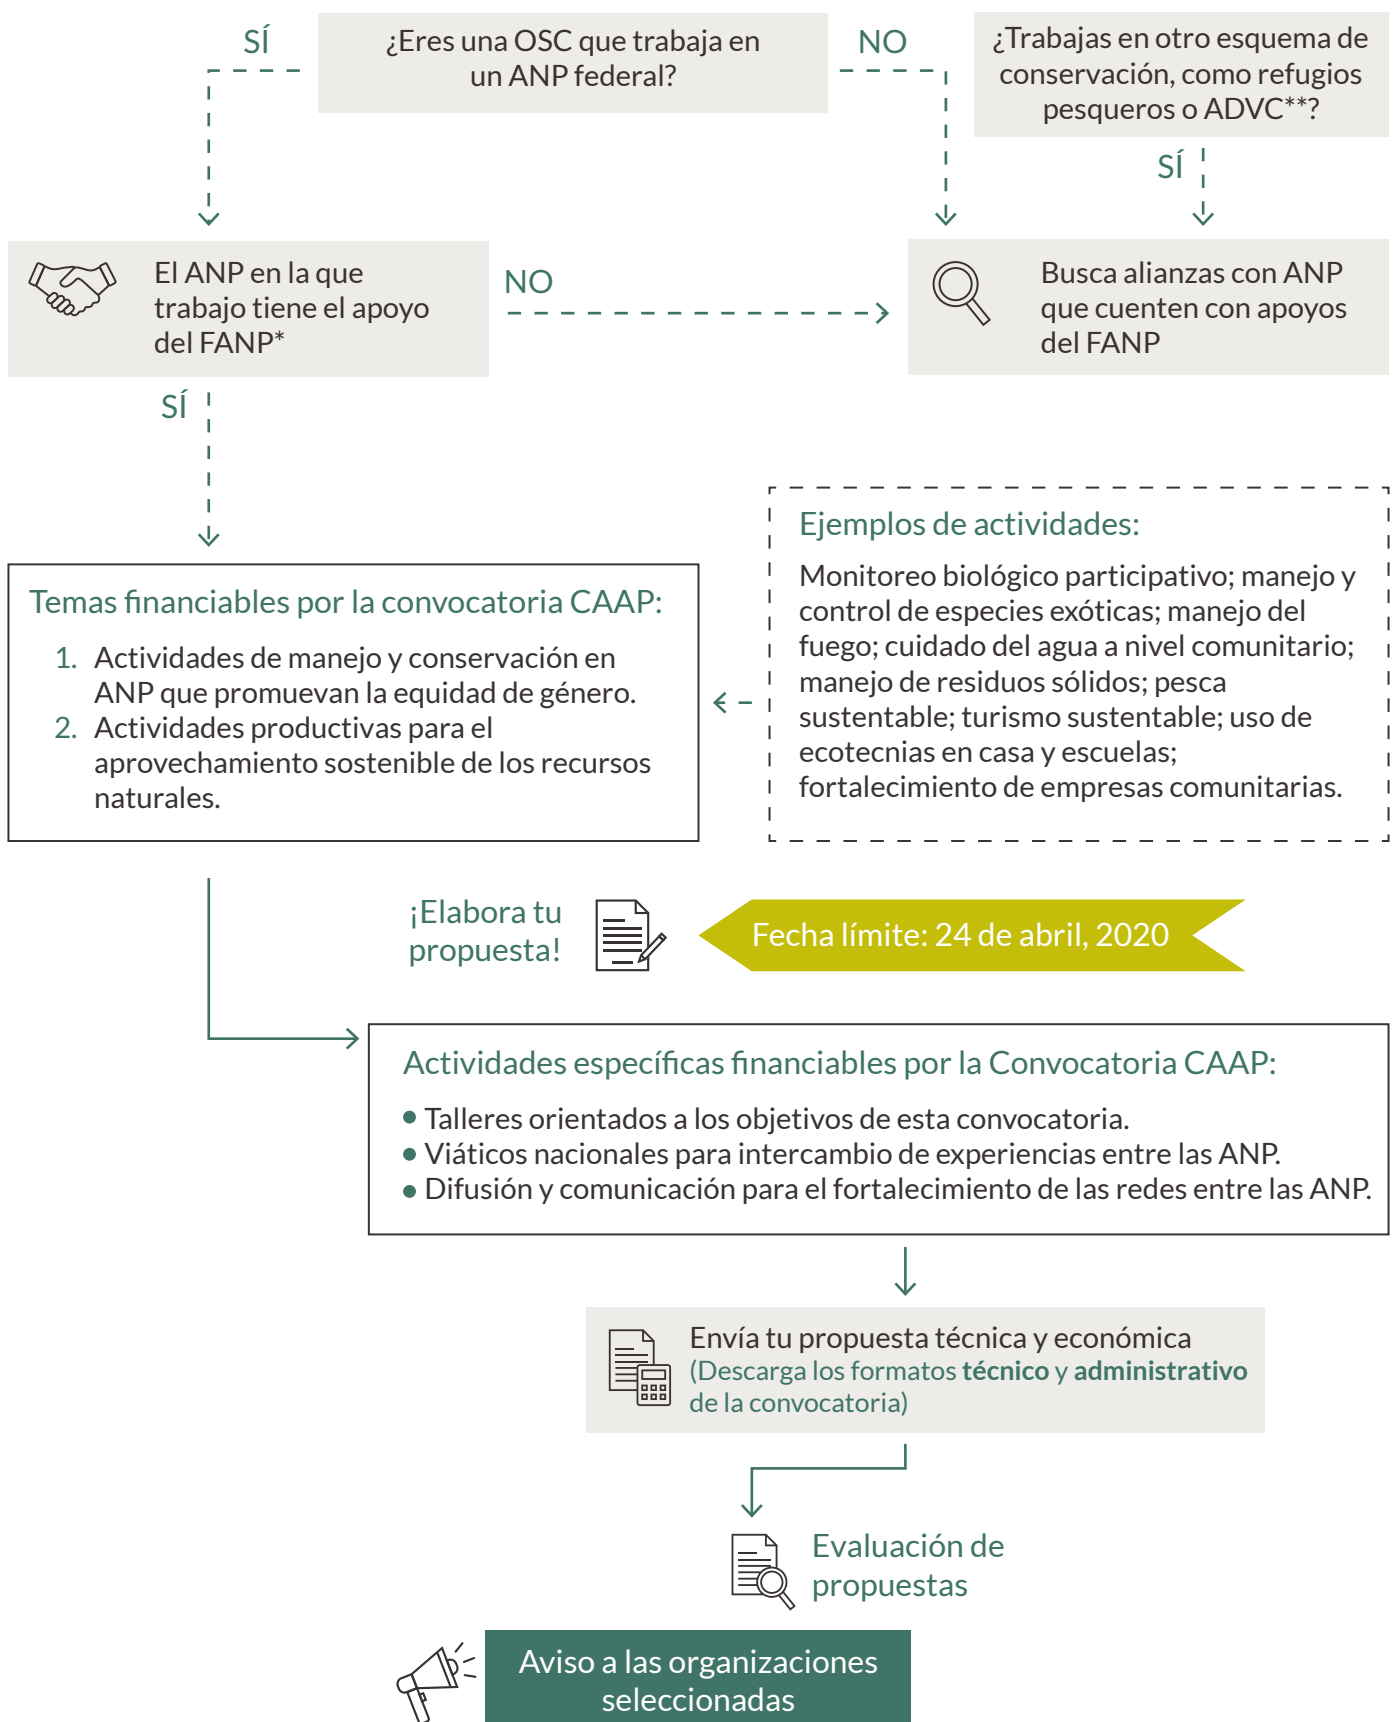 SÍ
¿Eres una OSC que trabaja en
un ANP federal?
NO
¿Trabajas en otro esquema de
conservación, como refugios
pesqueros o ADVC**?
SÍ
El ANP en la que
trabajo tiene el apoyo
del FANP*
NO
Busca alianzas con ANP
que cuenten con apoyos
del FANP
SÍ
Temas financiables por la convocatoria CAAP:
1. Actividades de manejo y conservación en
ANP que promuevan la equidad de género.
2. Actividades productivas para el
aprovechamiento sostenible de los recursos
naturales.
Ejemplos de actividades:
Monitoreo biológico participativo; manejo y
control de especies exóticas; manejo del
fuego; cuidado del agua a nivel comunitario;
manejo de residuos sólidos; pesca
sustentable; turismo sustentable; uso de
ecotecnias en casa y escuelas;
fortalecimiento de empresas comunitarias.
¡Elabora tu
propuesta!
Fecha límite: 24 de abril, 2020
Actividades específicas financiables por la Convocatoria CAAP:
• Talleres orientados a los objetivos de esta convocatoria.
• Viáticos nacionales para intercambio de experiencias entre las ANP.
• Difusión y comunicación para el fortalecimiento de las redes entre las ANP.
Envía tu propuesta técnica y económica
(Descarga los formatos técnico y administrativo
de la convocatoria)
Evaluación de
propuestas
Aviso a las organizaciones
seleccionadas